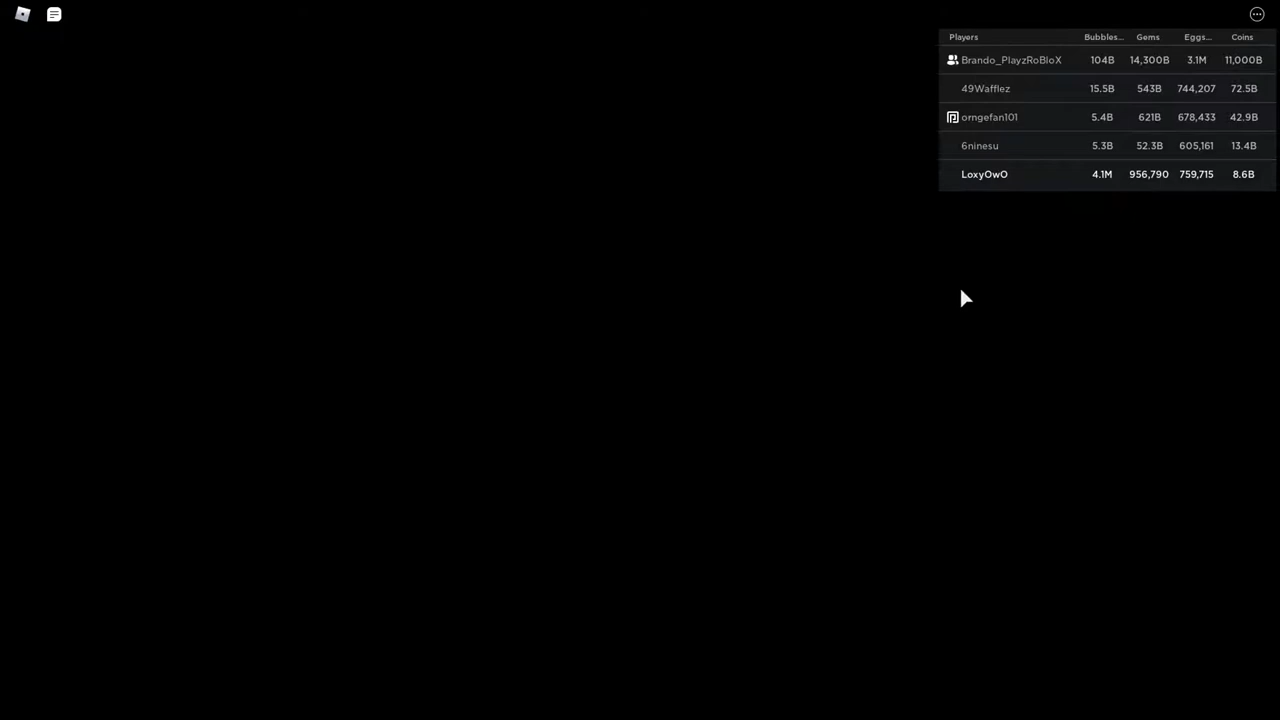 Players Bubbles... Gems Eggs... Coins
Brando_PlayzRoBloX 104B 14,300B 3.1M 11,000B
49Wafflez 15.5B 543B 744,207 72.5B
orngefan101 5.4B 621B 678,433 42.9B
6ninesu 5.3B 52.3B 605,161 13.4B
LoxyOwO 4.1M 956,790 759,715 8.6B